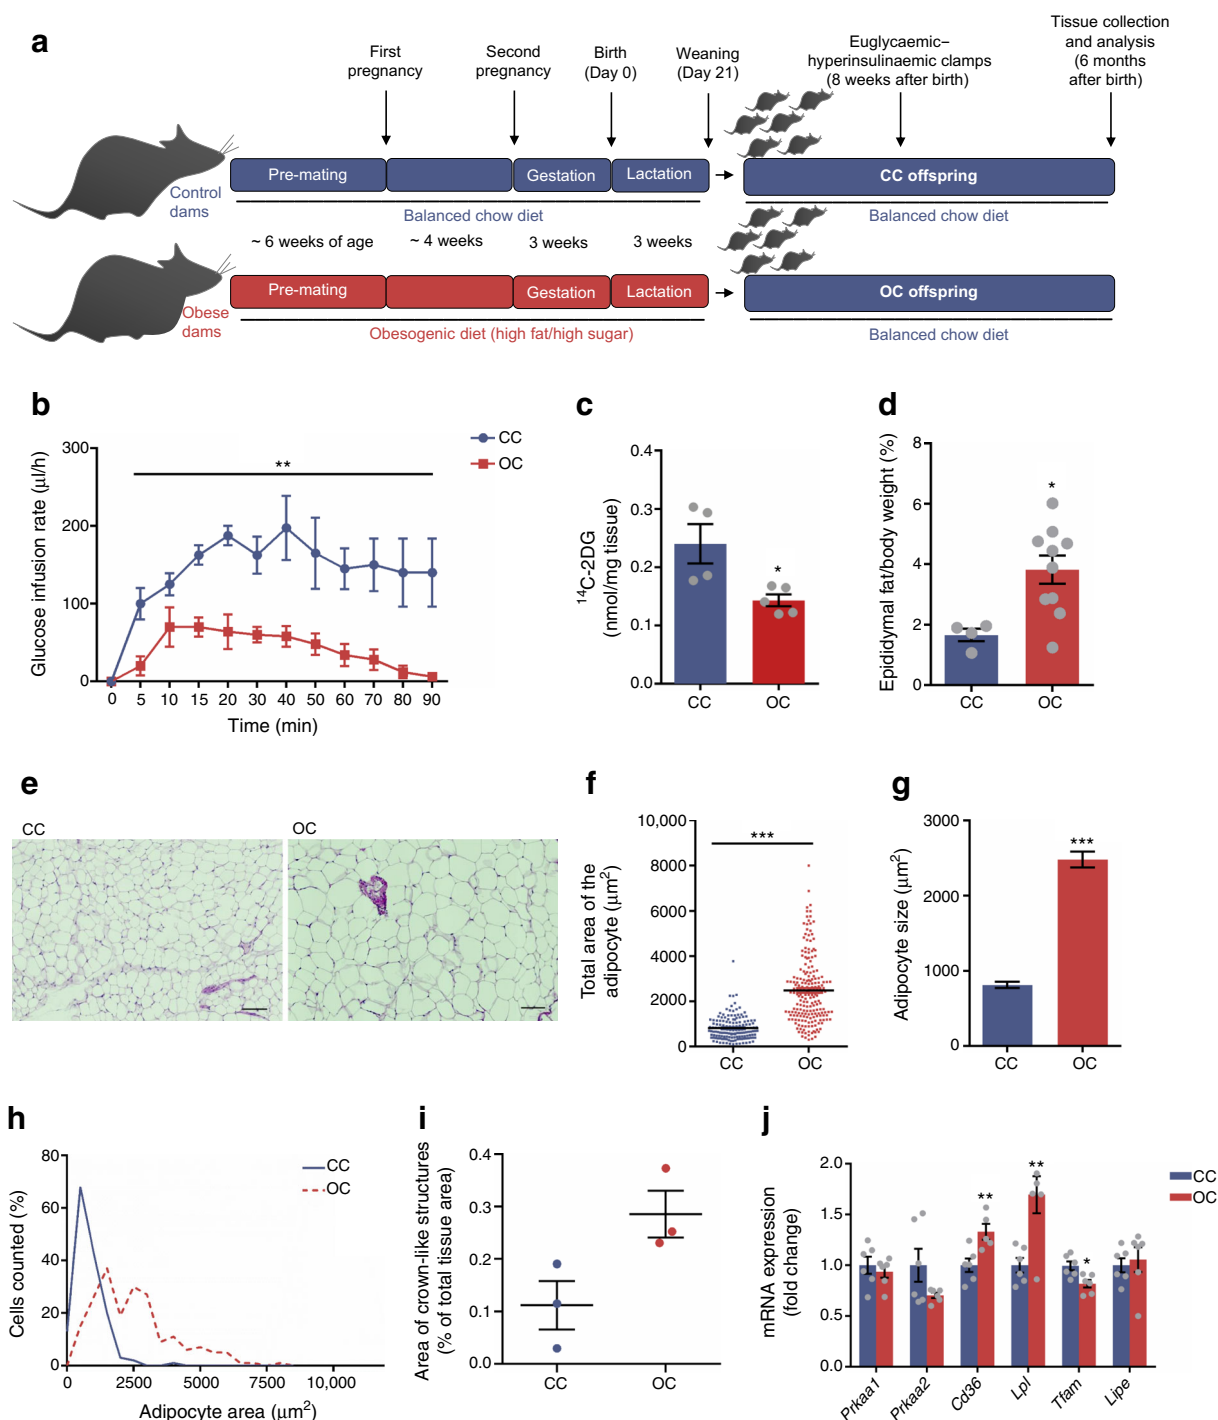 a
First
pregnancy
Second
pregnancy
Birth
(Day 0)
Weaning
(Day 21)
Euglycaemic–
hyperinsulinaemic clamps
(8 weeks after birth)
Tissue collection
and analysis
(6 months
after birth)
Control
dams
Pre-mating
Gestation
Lactation
CC offspring
Balanced chow diet
Balanced chow diet
~ 6 weeks of age
~ 4 weeks
3 weeks
3 weeks
Obese
dams
Pre-mating
Gestation
Lactation
OC offspring
Obesogenic diet (high fat/high sugar)
Balanced chow diet
b
Glucose infusion rate (μl/h)
300
200
100
0
**
CC
OC
0 5 10 15 20 30 40 50 60 70 80 90
Time (min)
c
14C-2DG
(nmol/mg tissue)
0.4
0.3
0.2
0.1
0.0
*
CC OC
d
Epididymal fat/body weight (%)
8
6
4
2
0
*
CC OC
e
CC
OC
f
Total area of the
adipocyte (μm2)
10,000
8000
6000
4000
2000
0
***
CC OC
g
Adipocyte size (μm2)
3000
2000
1000
0
***
CC OC
h
Cells counted (%)
80
60
40
20
0
CC
OC
0 2500 5000 7500 10,000
Adipocyte area (μm2)
i
Area of crown-like structures
(% of total tissue area)
0.4
0.3
0.2
0.1
0.0
CC OC
j
mRNA expression
(fold change)
2.0
1.5
1.0
0.5
0.0
**
**
*
CC
OC
Prkaa1
Prkaa2
Cd36
Lpl
Tfam
Lipe